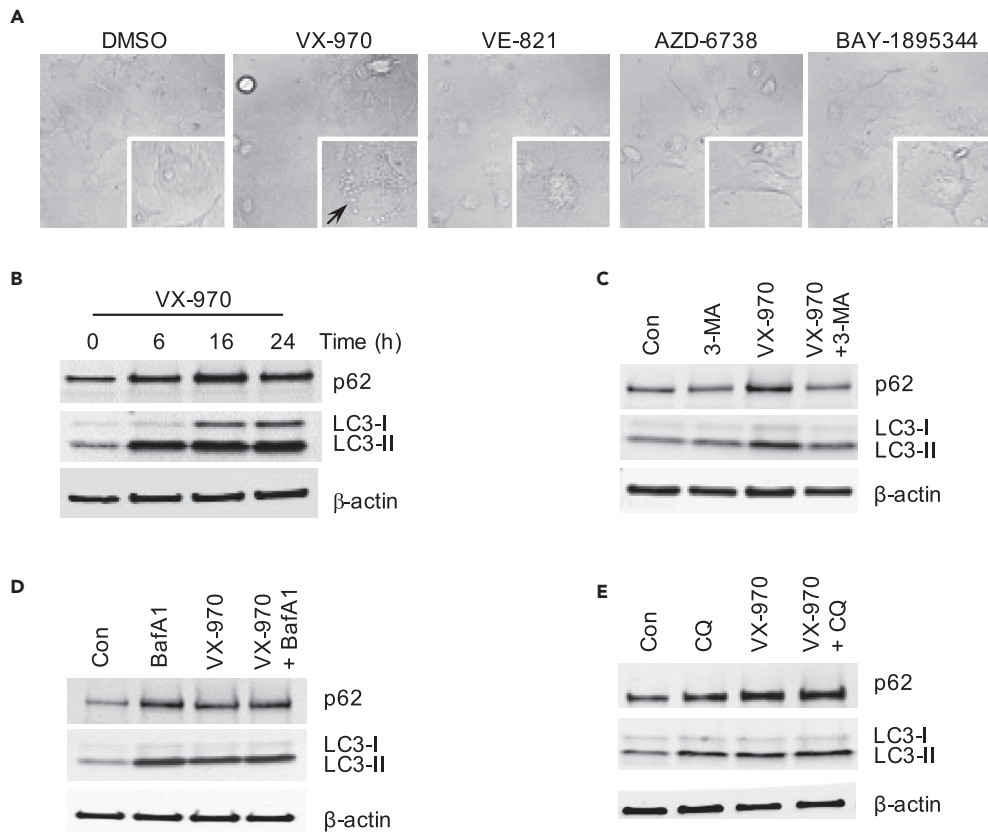 A
DMSO VX-970 VE-821 AZD-6738 BAY-1895344
B
VX-970
0 6 16 24 Time (h)
p62
LC3-I
LC3-II
β-actin
C
Con 3-MA VX-970 VX-970 +3-MA
p62
LC3-I
LC3-II
β-actin
D
Con BafA1 VX-970 VX-970 + BafA1
p62
LC3-I
LC3-II
β-actin
E
Con CQ VX-970 VX-970 + CQ
p62
LC3-I
LC3-II
β-actin